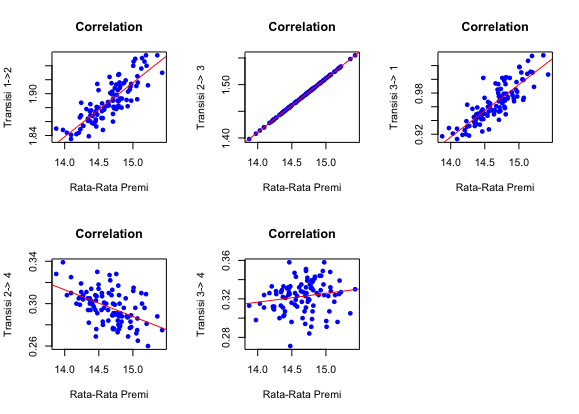 Correlation
Transisi 1->2
1.84 1.90
14.0 14.5 15.0
Rata-Rata Premi
Correlation
Transisi 2-> 3
1.40 1.50
14.0 14.5 15.0
Rata-Rata Premi
Correlation
Transisi 3-> 1
0.92 0.98
14.0 14.5 15.0
Rata-Rata Premi
Correlation
Transisi 2-> 4
0.26 0.30 0.34
14.0 14.5 15.0
Rata-Rata Premi
Correlation
Transisi 3-> 4
0.28 0.32 0.36
14.0 14.5 15.0
Rata-Rata Premi